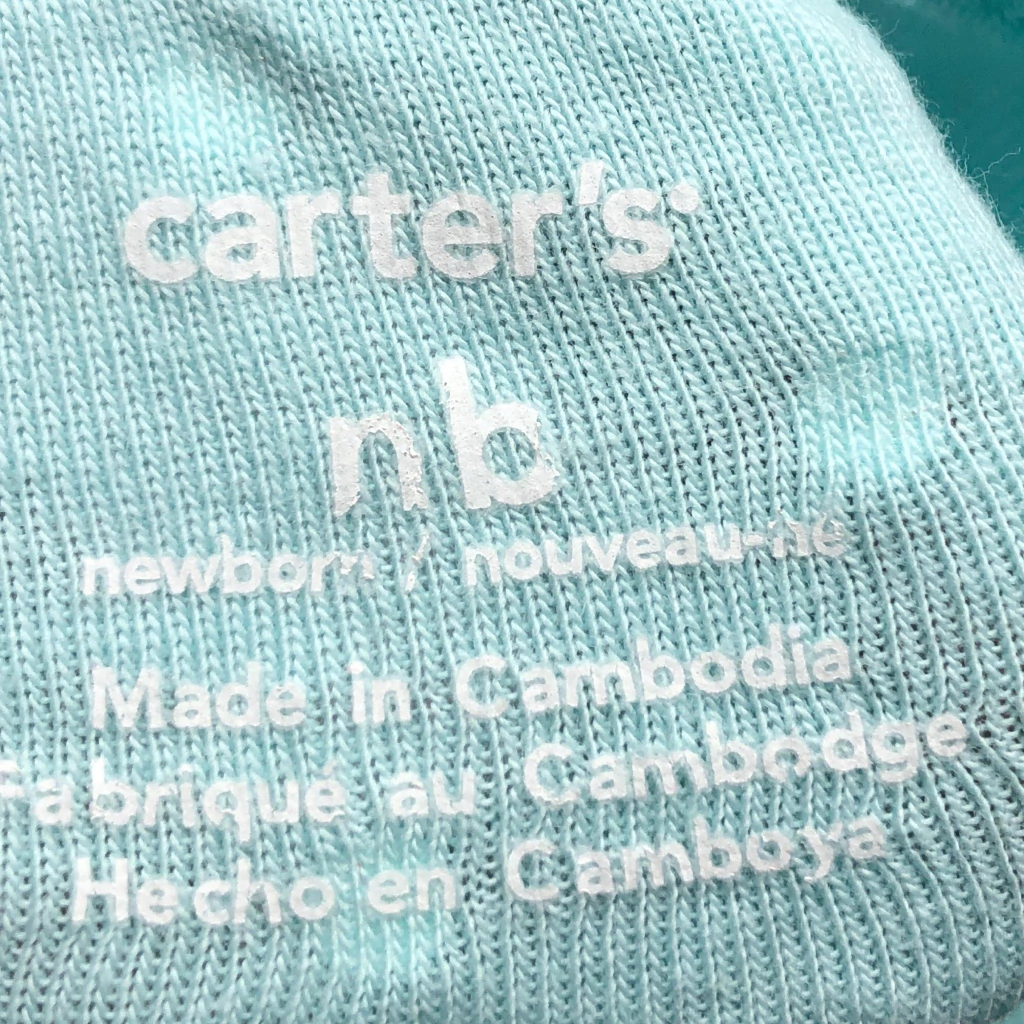 carter's
nb
newborn / nouveau-né
Made in Cambodia
Fabriqué au Cambodge
Hecho en Camboya